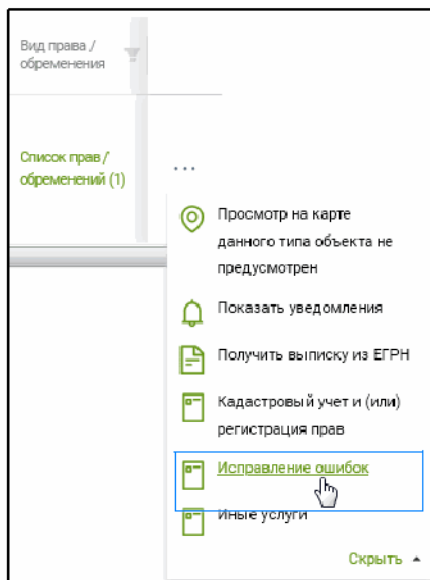 Вид права /
обременения
Список прав /
обременений (1)
...
Просмотр на карте
данного типа объекта не
предусмотрен
Показать уведомления
Получить выписку из ЕГРН
Кадастровый учет и (или)
регистрация прав
Исправление ошибок
Иные услуги
Скрыть